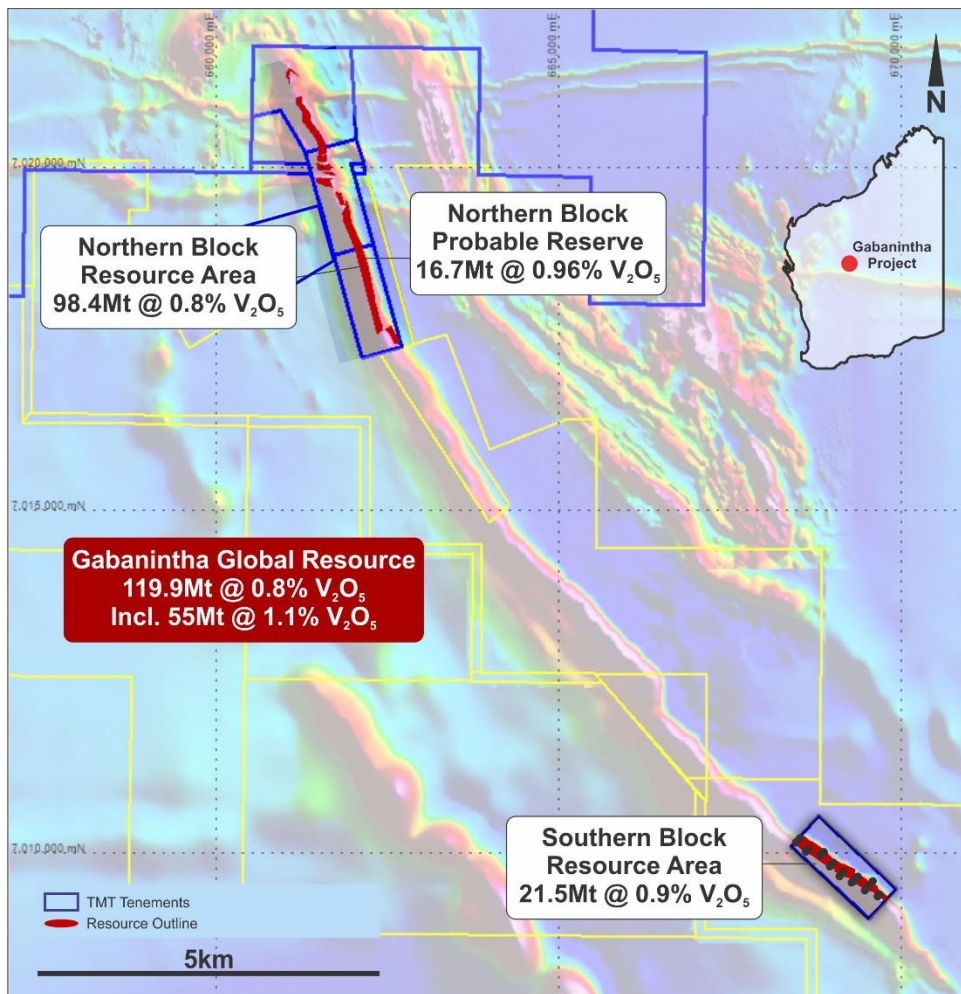 660,000 mE
665,000 mE
670,000 mE
N
7,020,000 mN
Northern Block
Resource Area
98.4Mt @ 0.8% V₂O₅
Northern Block
Probable Reserve
16.7Mt @ 0.96% V₂O₅
Gabanintha
Project
7,015,000 mN
Gabanintha Global Resource
119.9Mt @ 0.8% V₂O₅
Incl. 55Mt @ 1.1% V₂O₅
7,010,000 mN
Southern Block
Resource Area
21.5Mt @ 0.9% V₂O₅
TMT Tenements
Resource Outline
5km